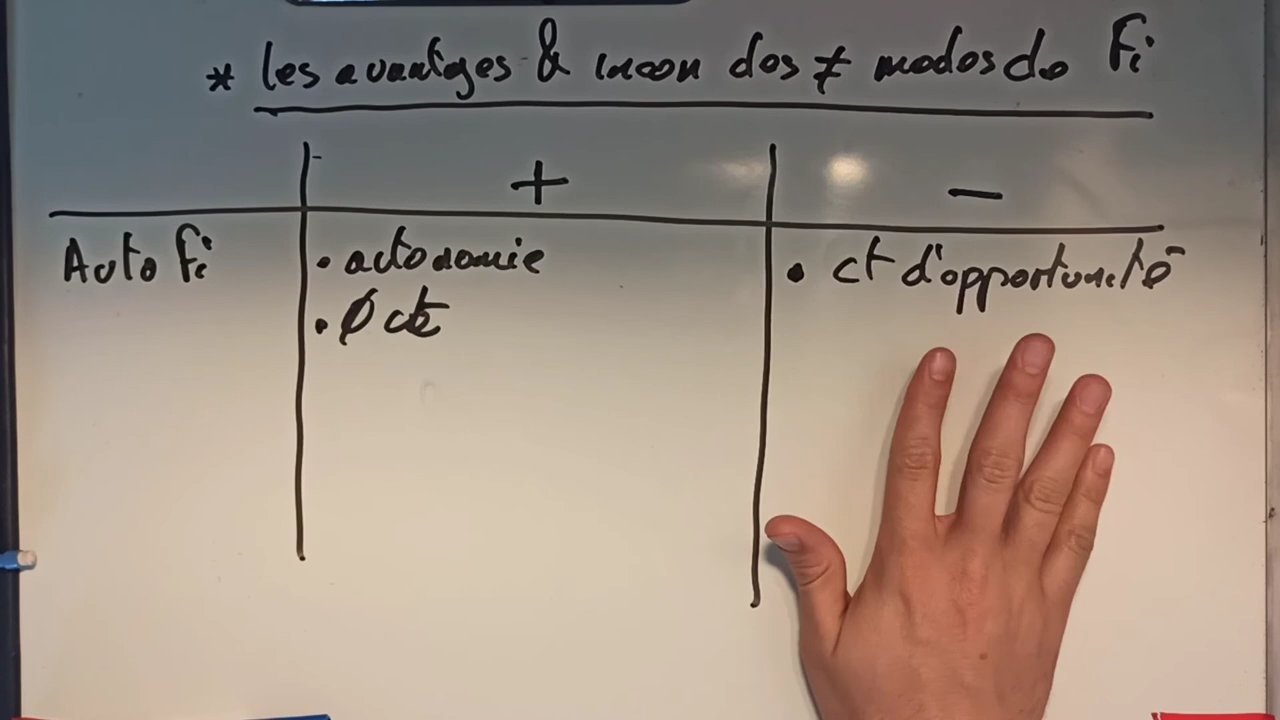 * les avantages & incon des ≠ modes de Fi
+
-
Auto Fi
• autonomie
• ct d'opportunité
• Ø ct